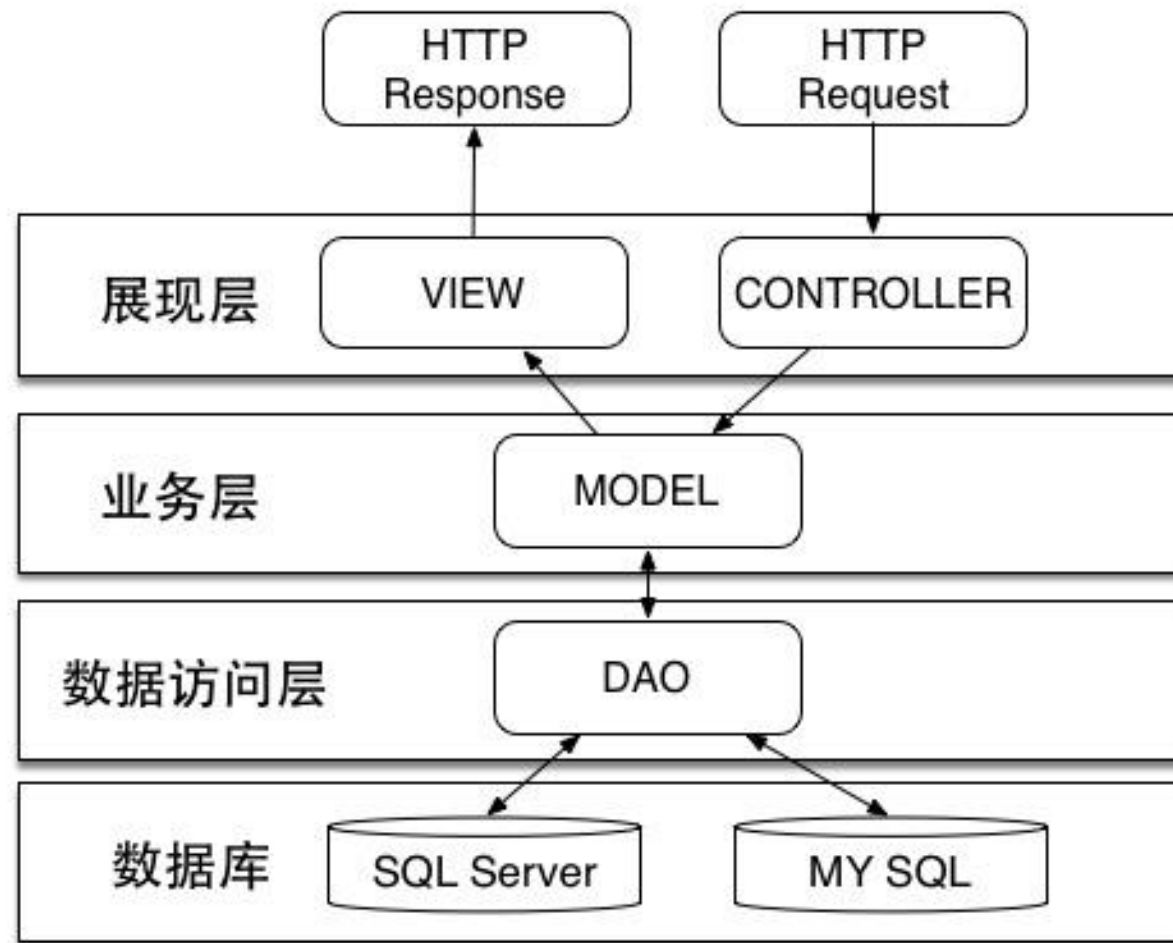 HTTP
Response
HTTP
Request
展现层
VIEW
CONTROLLER
业务层
MODEL
数据访问层
DAO
数据库
SQL Server
MY SQL